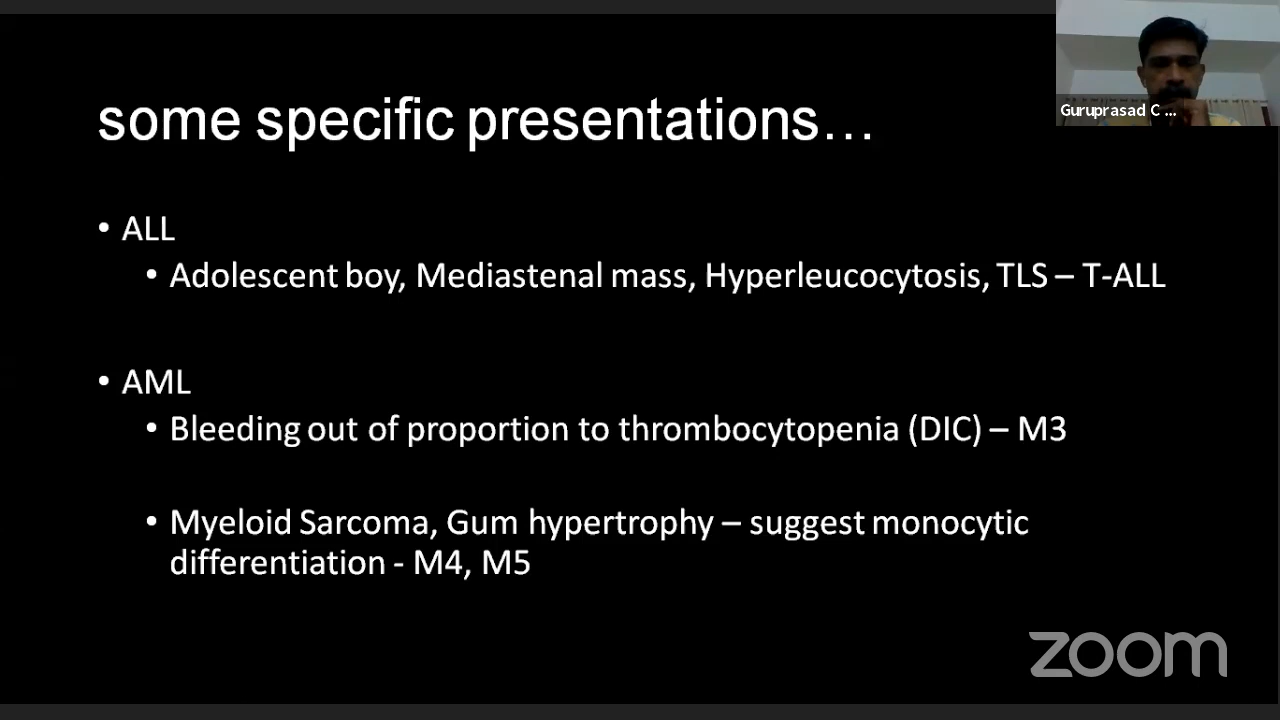 Guruprasad C ...
some specific presentations...
• ALL
• Adolescent boy, Mediastenal mass, Hyperleucocytosis, TLS – T-ALL
• AML
• Bleeding out of proportion to thrombocytopenia (DIC) – M3
• Myeloid Sarcoma, Gum hypertrophy – suggest monocytic
differentiation - M4, M5
zoom